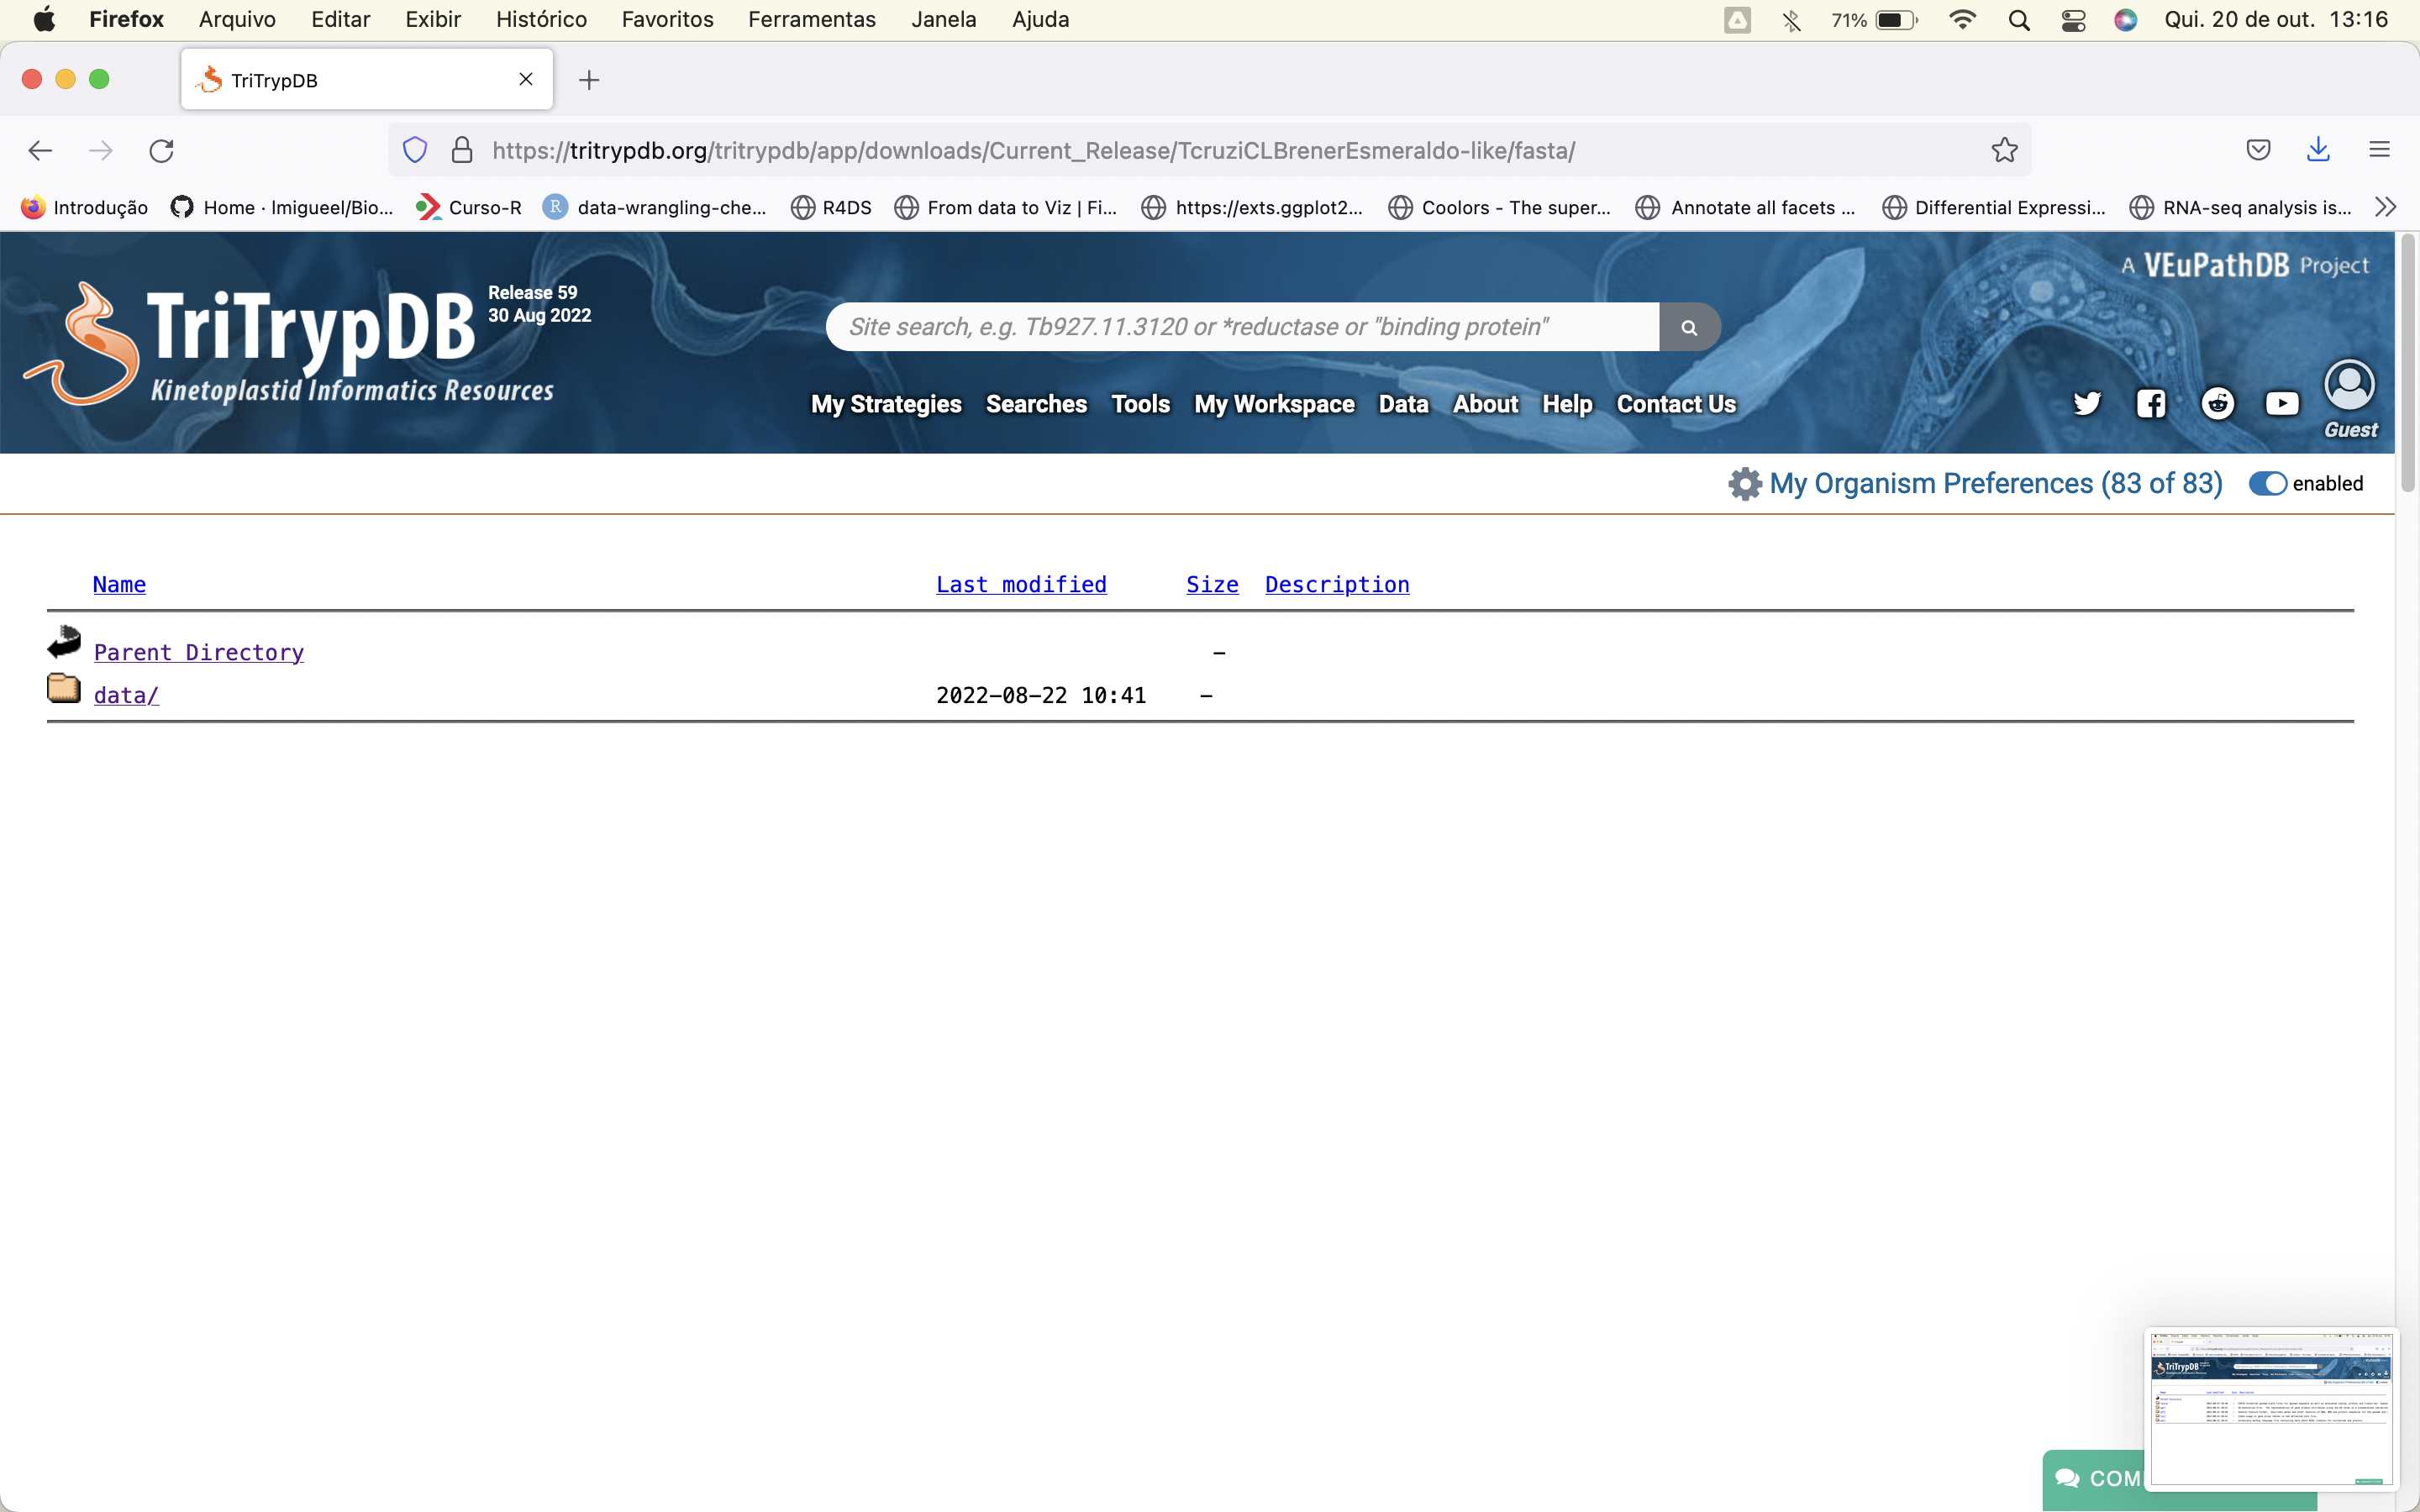 Firefox Arquivo Editar Exibir Histórico Favoritos Ferramentas Janela Ajuda 71% Qui. 20 de out. 13:16
TriTrypDB
https://tritrypdb.org/tritrypdb/app/downloads/Current_Release/TcruziCLBrenerEsmeraldo-like/fasta/
Introdução Home · Imigueel/Bio... Curso-R data-wrangling-che... R4DS From data to Viz | Fi... https://exts.ggplot2... Coolors - The super... Annotate all facets ... Differential Expressi... RNA-seq analysis is...
A VEuPathDB Project
TriTrypDB
Release 59
30 Aug 2022
Kinetoplastid Informatics Resources
Site search, e.g. Tb927.11.3120 or *reductase or "binding protein"
My Strategies Searches Tools My Workspace Data About Help Contact Us
Guest
My Organism Preferences (83 of 83) enabled
Name Last modified Size Description
Parent Directory -
data/ 2022-08-22 10:41 -
TriTrypDB